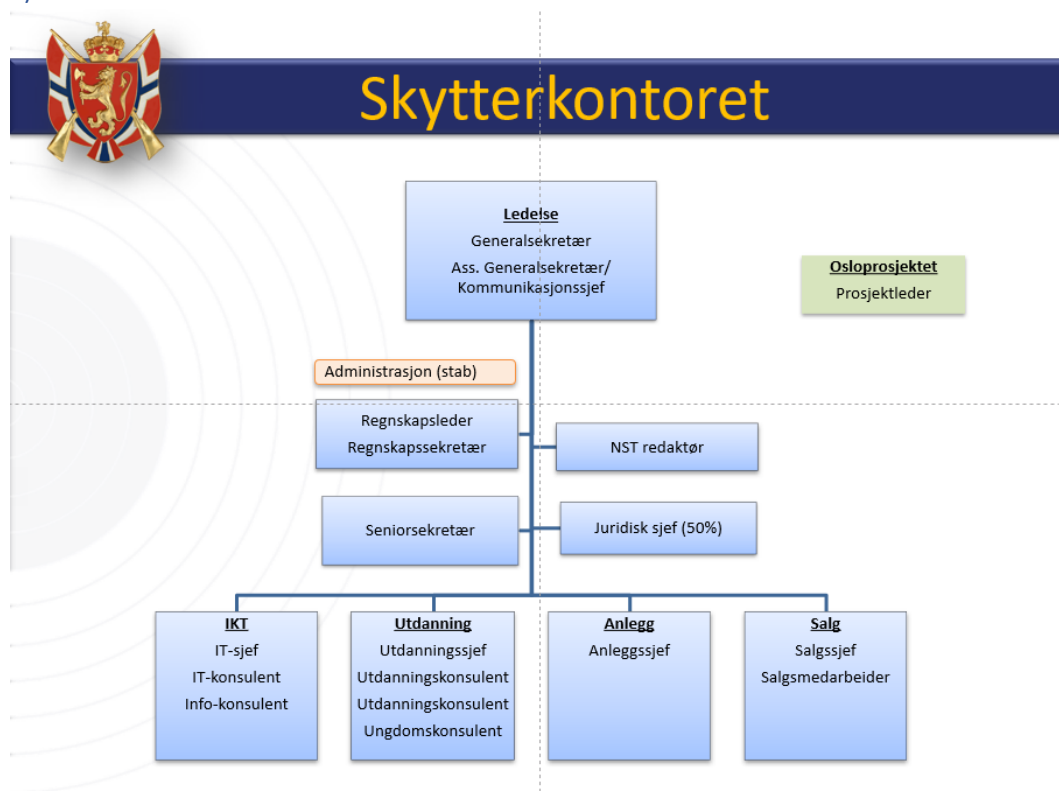 Skytterkontoret
Ledelse
Generalsekretær
Ass. Generalsekretær/
Kommunikasjonssjef
Osloprosjektet
Prosjektleder
Administrasjon (stab)
Regnskapsleder
Regnskapssekretær
NST redaktør
Seniorsekretær
Juridisk sjef (50%)
IKT
IT-sjef
IT-konsulent
Info-konsulent
Utdanning
Utdanningssjef
Utdanningskonsulent
Utdanningskonsulent
Ungdomskonsulent
Anlegg
Anleggssjef
Salg
Salgssjef
Salgsmedarbeider